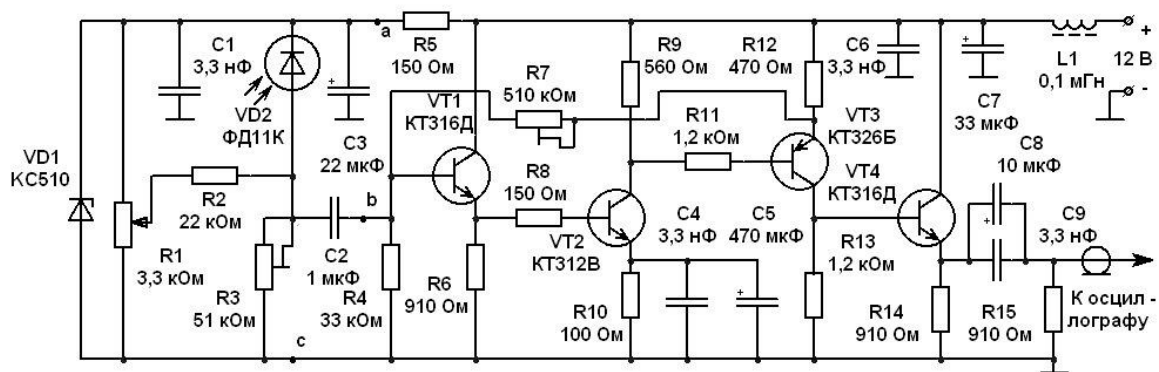 a
R5
150 Ом
C1
3,3 нФ
VD2
ФД11К
C3
22 мкФ
VD1
КС510
R2
22 кОм
b
R1
3,3 кОм
C2
1 мкФ
R3
51 кОм
R4
33 кОм
c
VT1
КТ316Д
R6
910 Ом
R7
510 кОм
R8
150 Ом
VT2
КТ312В
R9
560 Ом
R10
100 Ом
R11
1,2 кОм
R12
470 Ом
C4
3,3 нФ
C5
470 мкФ
VT3
КТ326Б
VT4
КТ316Д
R13
1,2 кОм
C6
3,3 нФ
C7
33 мкФ
L1
0,1 мГн
+
12 В
-
C8
10 мкФ
C9
3,3 нФ
R14
910 Ом
R15
910 Ом
К осцил -
лографу